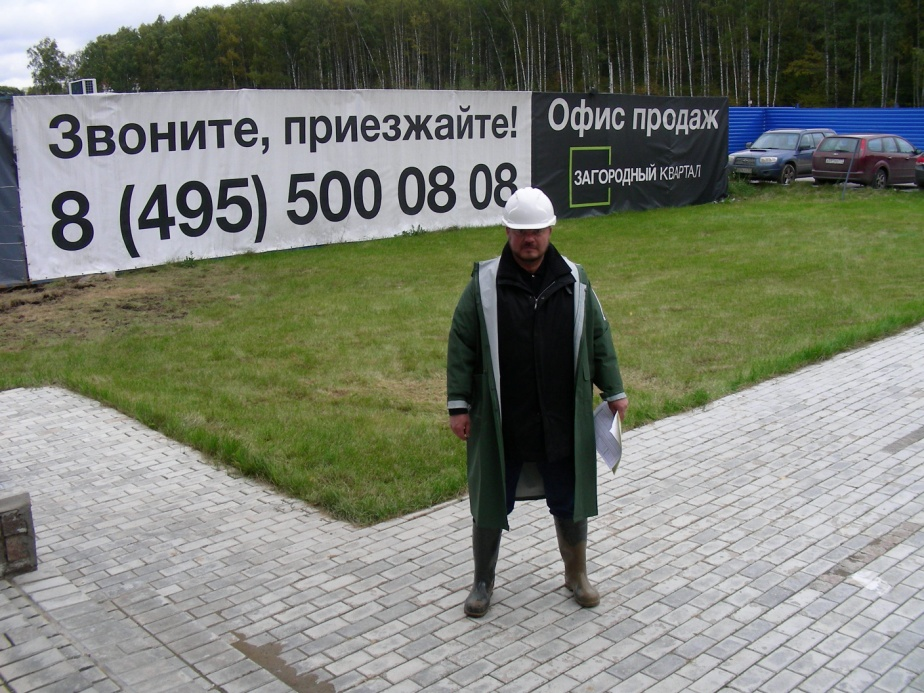 Звоните, приезжайте!
8 (495) 500 08 08
Офис продаж
ЗАГОРОДНЫЙ КВАРТАЛ